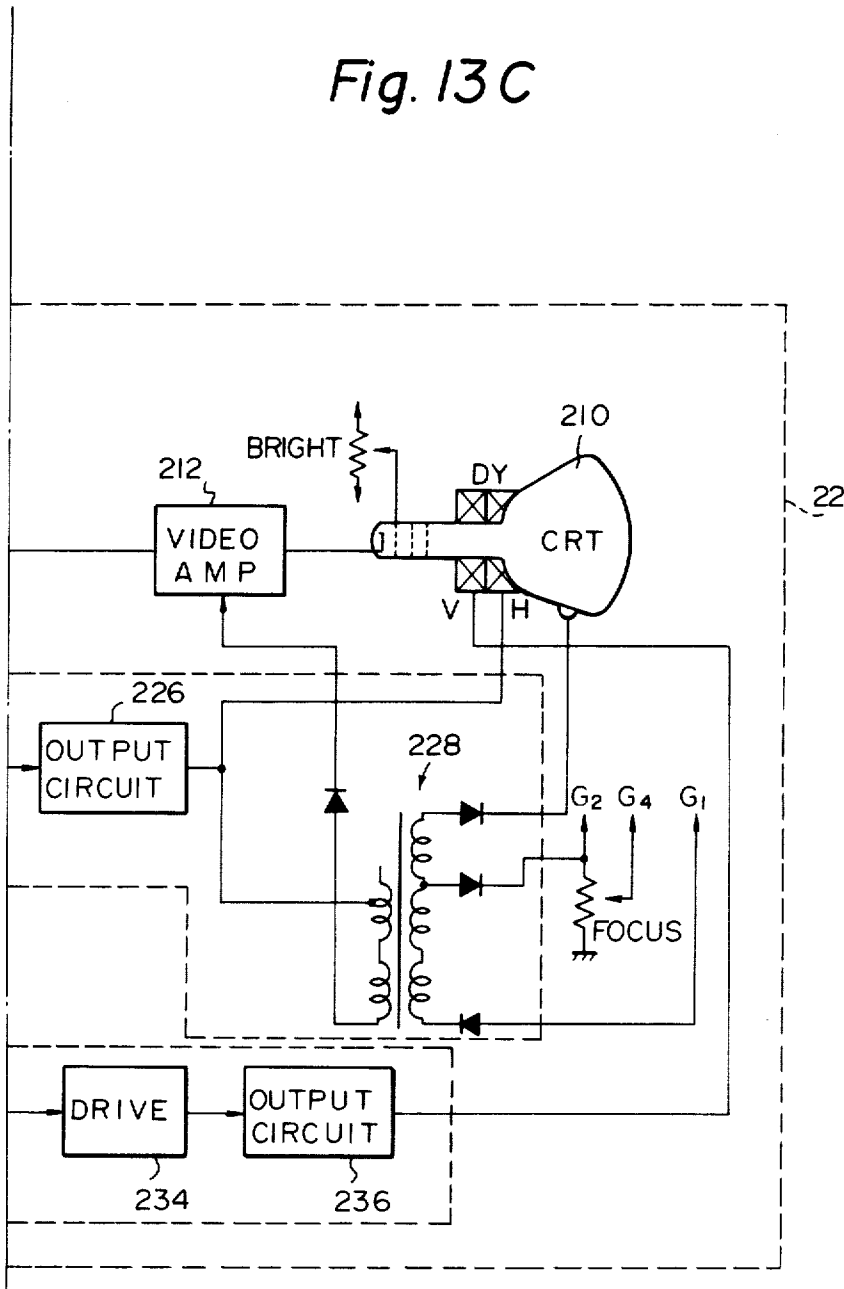 Fig. 13C
210
BRIGHT
212
DY
22
VIDEO
AMP
CRT
V
H
226
OUTPUT
CIRCUIT
228
G₂ G₄ G₁
FOCUS
DRIVE
OUTPUT
CIRCUIT
234
236